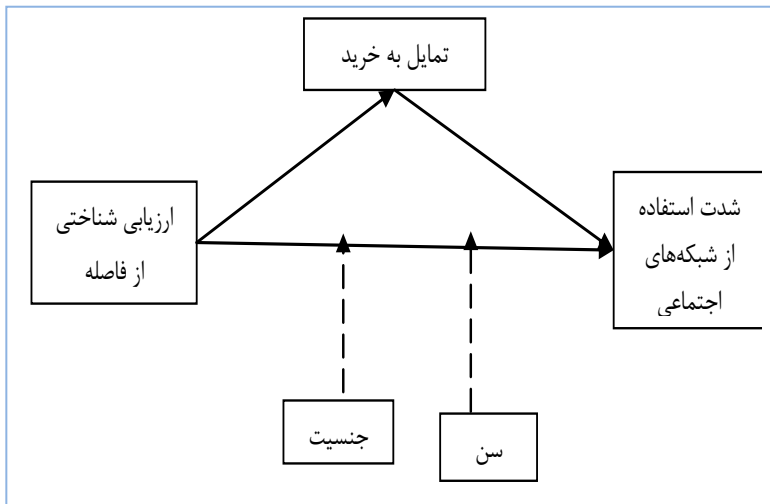 تمایل به خرید
شدت استفاده
از شبکه‌های
اجتماعی
ارزیابی شناختی
از فاصله
جنسیت
سن